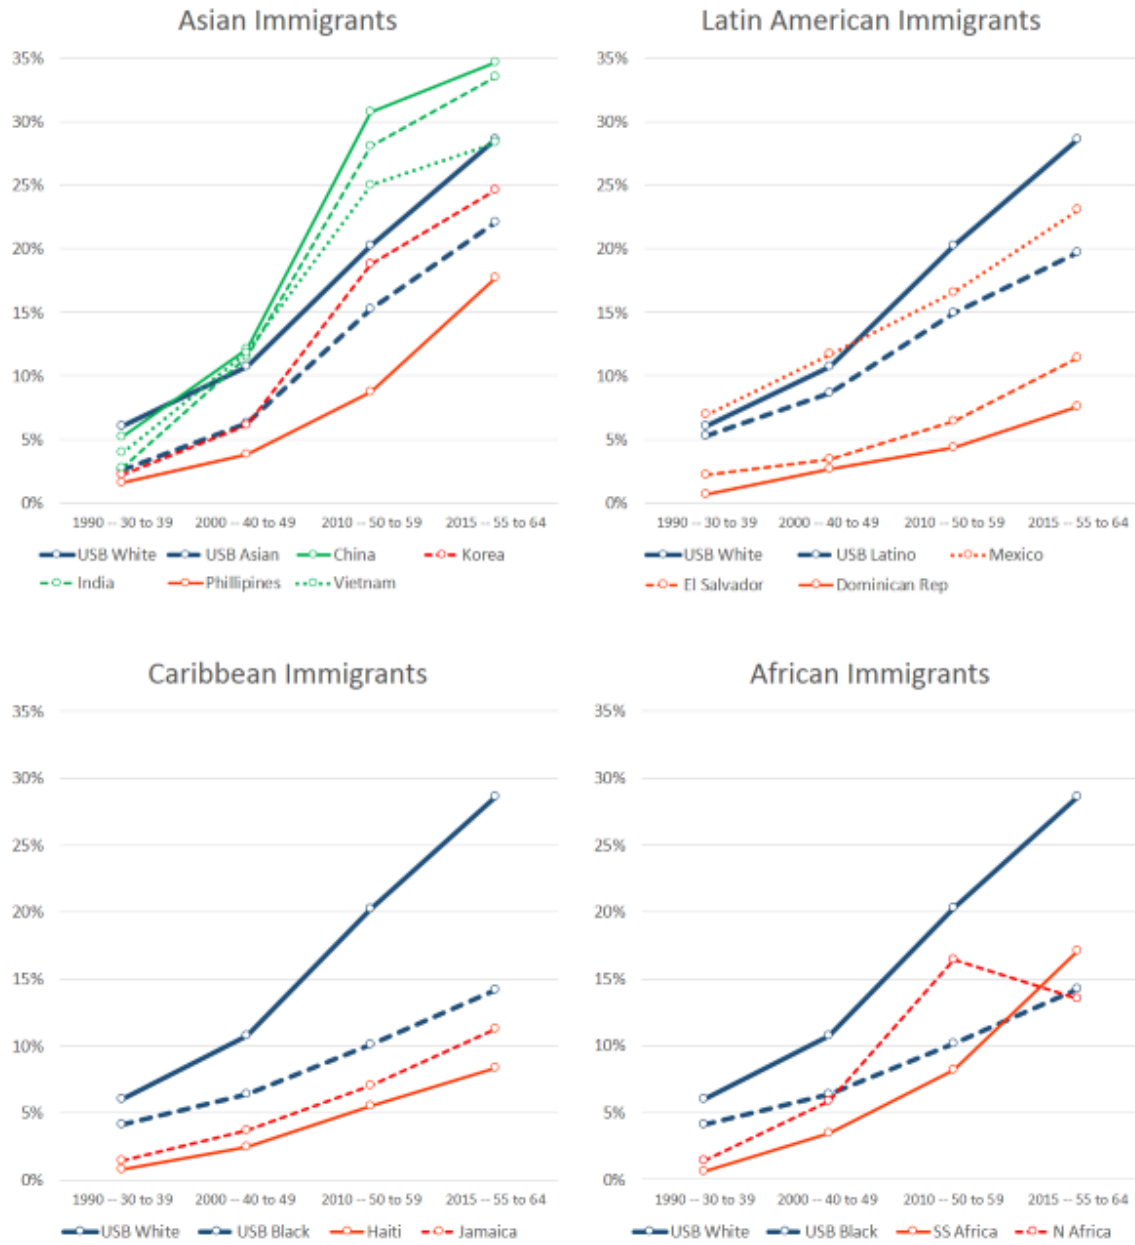 Asian Immigrants
35%
30%
25%
20%
15%
10%
5%
0%
1990 -- 30 to 39 2000 -- 40 to 49 2010 -- 50 to 59 2015 -- 55 to 64
USB White USB Asian China Korea
India Phillipines Vietnam
Latin American Immigrants
35%
30%
25%
20%
15%
10%
5%
0%
1990 -- 30 to 39 2000 -- 40 to 49 2010 -- 50 to 59 2015 -- 55 to 64
USB White USB Latino Mexico
El Salvador Dominican Rep
Caribbean Immigrants
35%
30%
25%
20%
15%
10%
5%
0%
1990 -- 30 to 39 2000 -- 40 to 49 2010 -- 50 to 59 2015 -- 55 to 64
USB White USB Black Haiti Jamaica
African Immigrants
35%
30%
25%
20%
15%
10%
5%
0%
1990 -- 30 to 39 2000 -- 40 to 49 2010 -- 50 to 59 2015 -- 55 to 64
USB White USB Black SS Africa N Africa